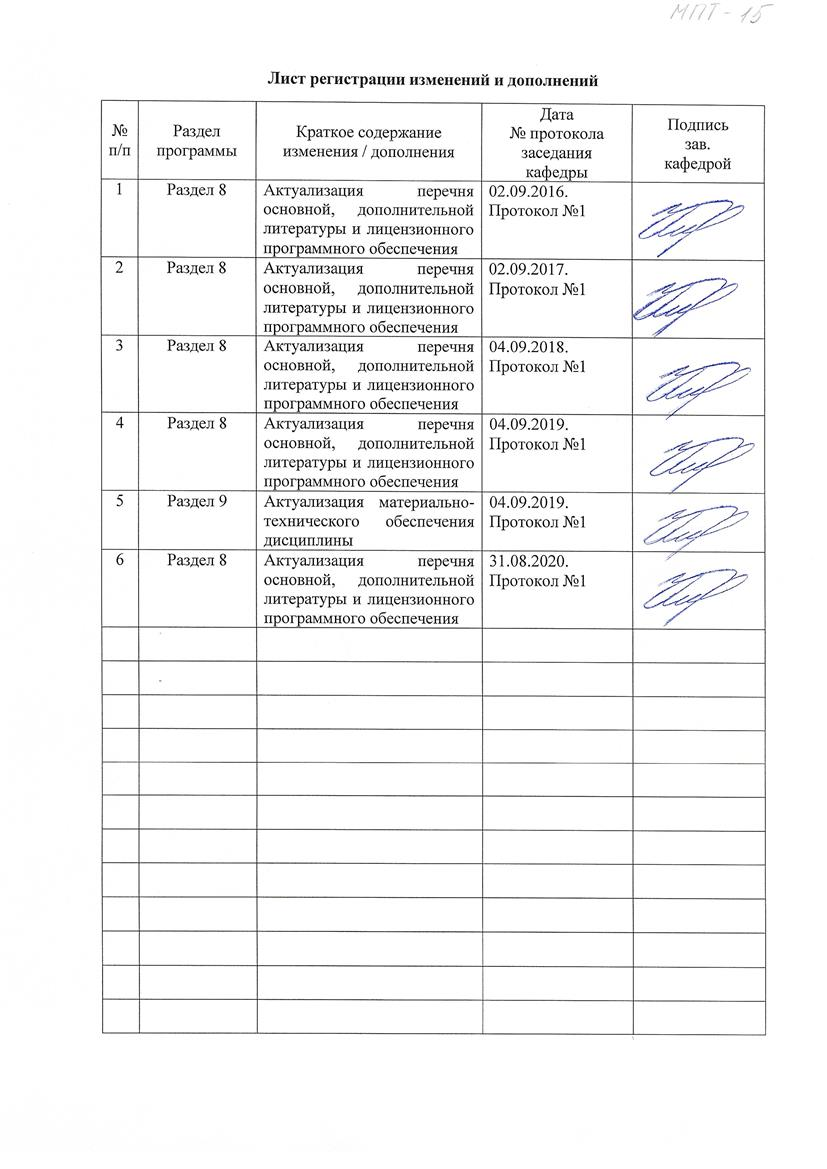 МПТ-15
Лист регистрации изменений и дополнений
№
п/п
Раздел
программы
Краткое содержание
изменения / дополнения
Дата
№ протокола
заседания
кафедры
Подпись
зав.
кафедрой
1
Раздел 8
Актуализация перечня
основной, дополнительной
литературы и лицензионного
программного обеспечения
02.09.2016.
Протокол №1
2
Раздел 8
Актуализация перечня
основной, дополнительной
литературы и лицензионного
программного обеспечения
02.09.2017.
Протокол №1
3
Раздел 8
Актуализация перечня
основной, дополнительной
литературы и лицензионного
программного обеспечения
04.09.2018.
Протокол №1
4
Раздел 8
Актуализация перечня
основной, дополнительной
литературы и лицензионного
программного обеспечения
04.09.2019.
Протокол №1
5
Раздел 9
Актуализация материально-
технического обеспечения
дисциплины
04.09.2019.
Протокол №1
6
Раздел 8
Актуализация перечня
основной, дополнительной
литературы и лицензионного
программного обеспечения
31.08.2020.
Протокол №1